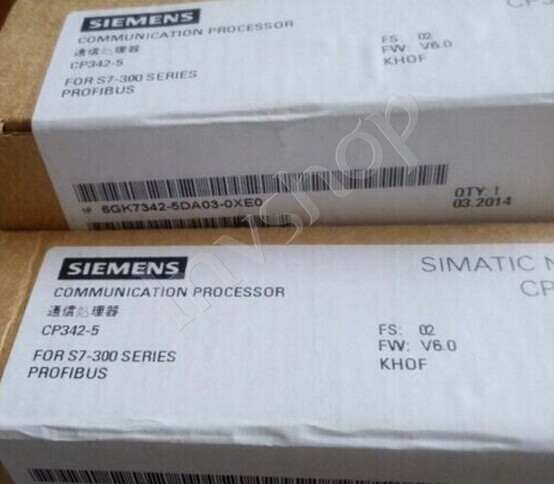 SIEMENS
COMMUNICATION PROCESSOR
通信处理器
CP342-5
FOR S7-300 SERIES
PROFIBUS
FS: 02
FW: V6.0
KHOF
1P 6GK7342-5DA03-0XE0
QTY: 1
03.2014
SIEMENS
COMMUNICATION PROCESSOR
通信处理器
CP342-5
FOR S7-300 SERIES
PROFIBUS
SIMATIC N
CP
FS: 02
FW: V6.0
KHOF
invshop